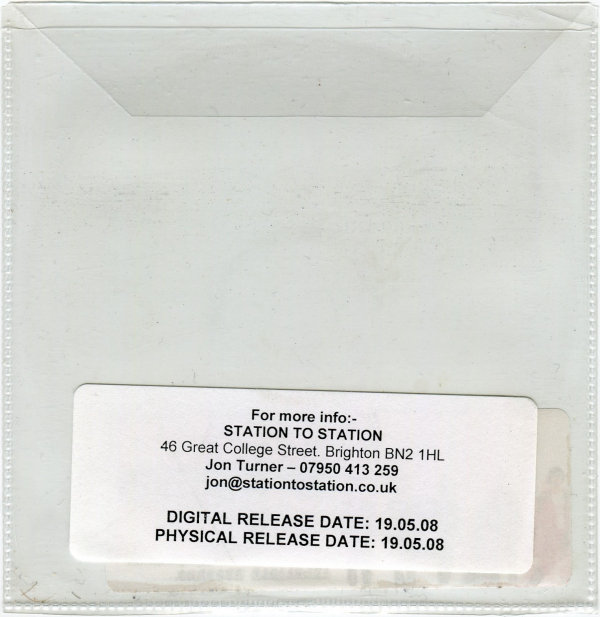 For more info:-
STATION TO STATION
46 Great College Street. Brighton BN2 1HL
Jon Turner – 07950 413 259
jon@stationtostation.co.uk
DIGITAL RELEASE DATE: 19.05.08
PHYSICAL RELEASE DATE: 19.05.08